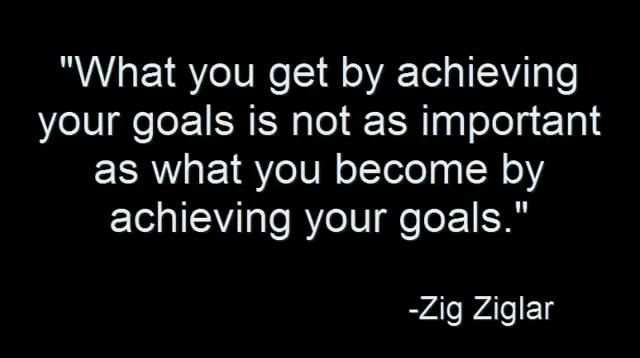 "What you get by achieving
your goals is not as important
as what you become by
achieving your goals."
-Zig Ziglar